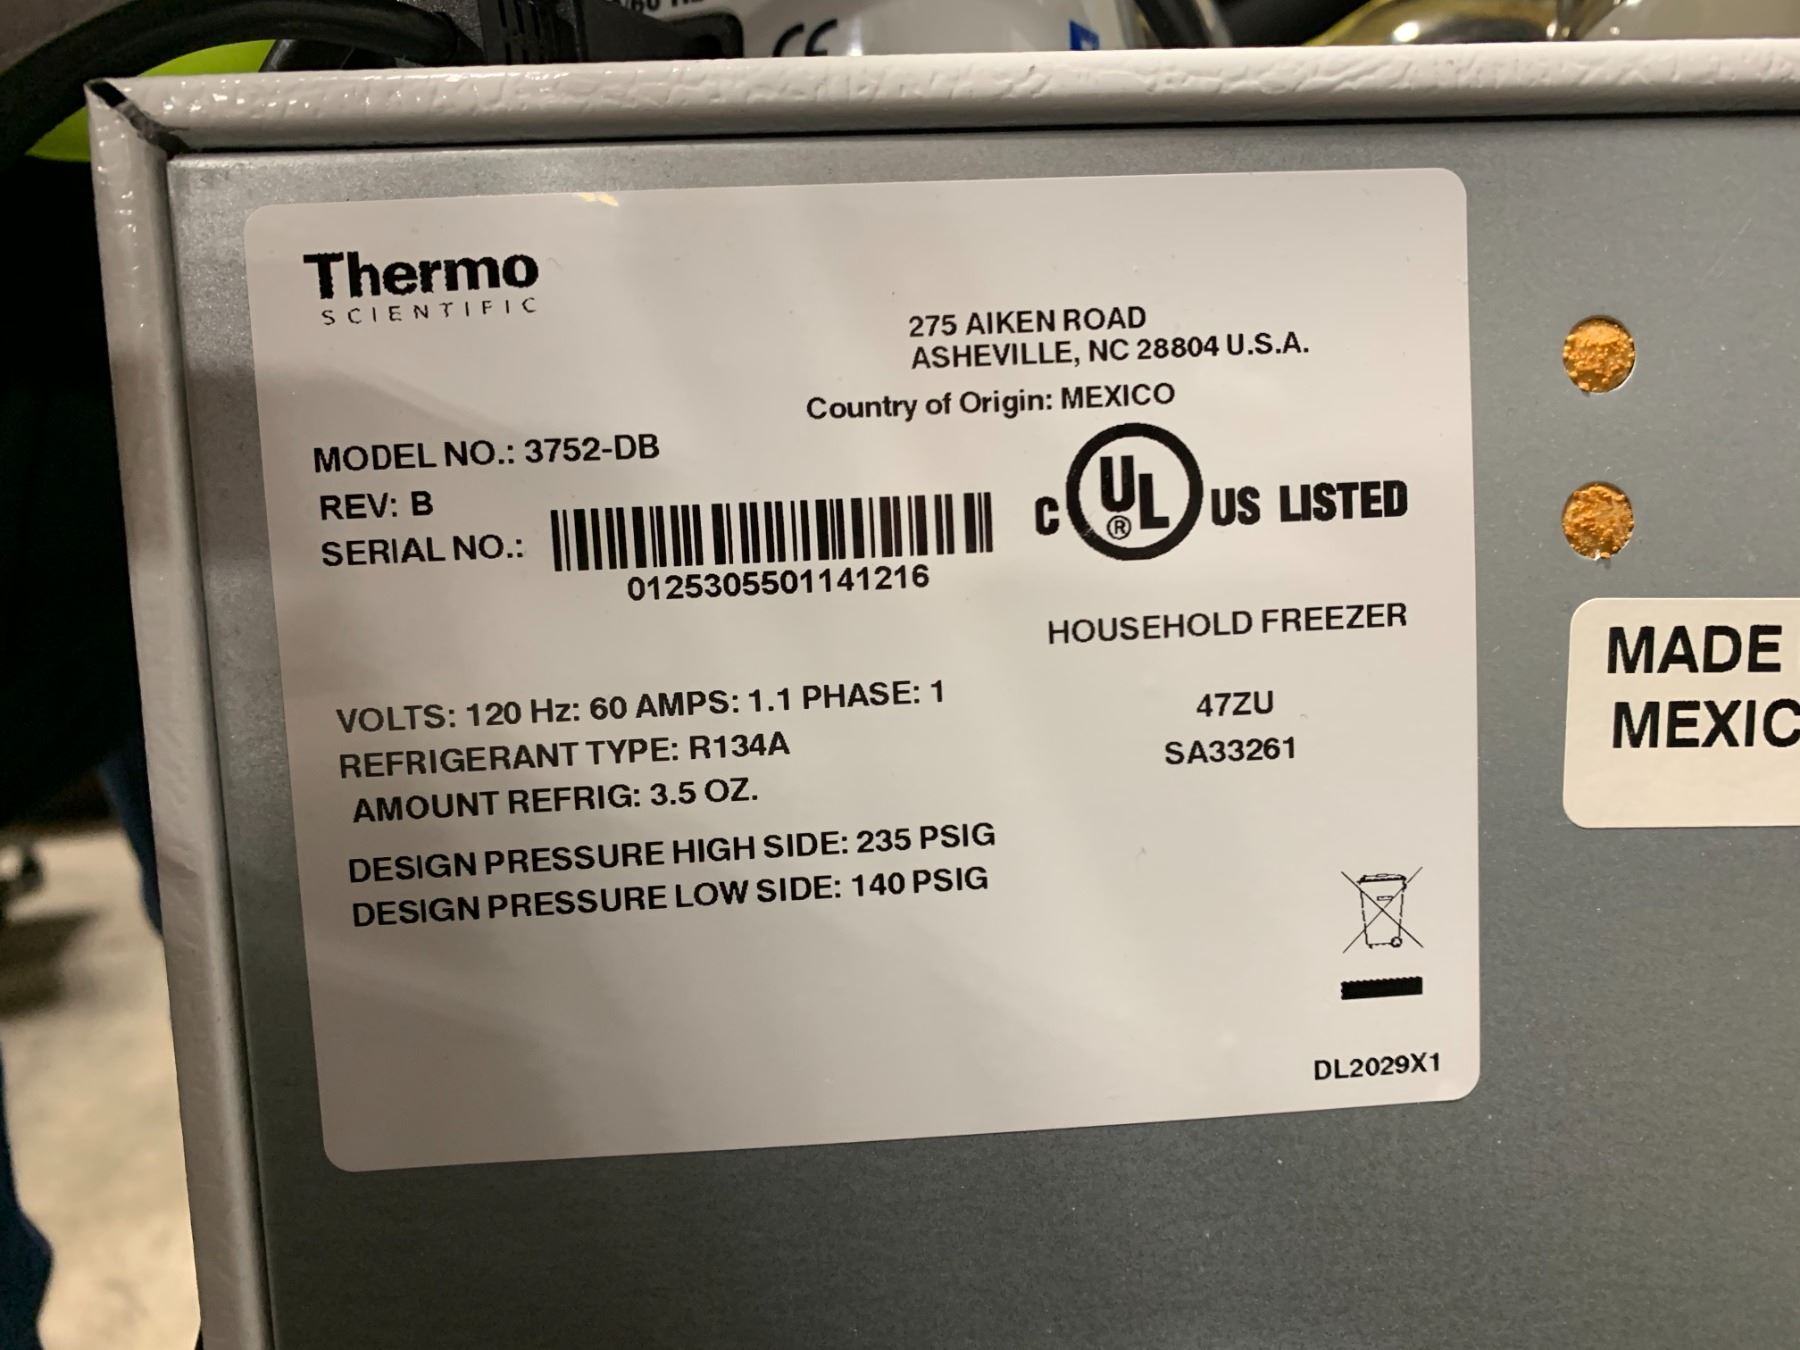 CE
Thermo
SCIENTIFIC
275 AIKEN ROAD
ASHEVILLE, NC 28804 U.S.A.
Country of Origin: MEXICO
MODEL NO.: 3752-DB
REV: B
SERIAL NO.:
0125305501141216
C UL ® US LISTED
HOUSEHOLD FREEZER
VOLTS: 120 Hz: 60 AMPS: 1.1 PHASE: 1
REFRIGERANT TYPE: R134A
AMOUNT REFRIG: 3.5 OZ.
47ZU
SA33261
DESIGN PRESSURE HIGH SIDE: 235 PSIG
DESIGN PRESSURE LOW SIDE: 140 PSIG
DL2029X1
MADE
MEXIC